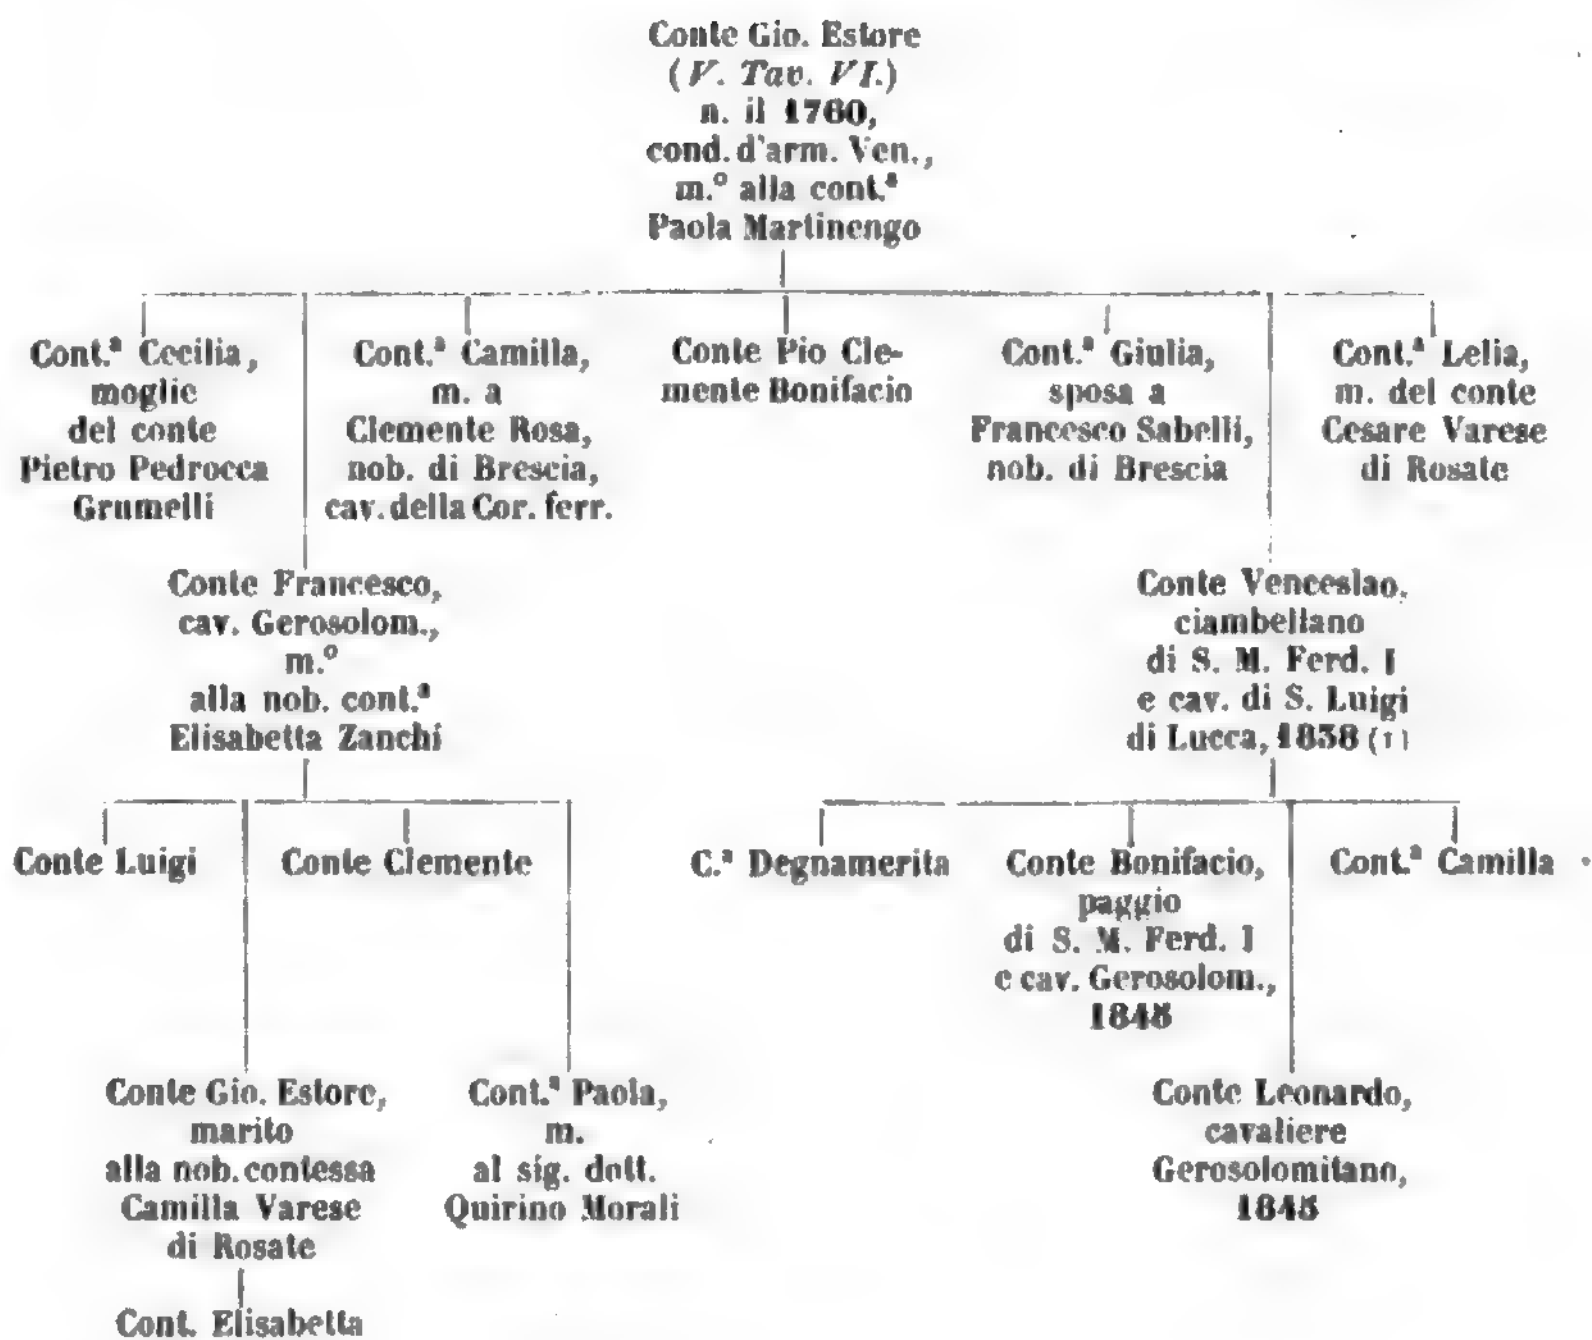 Conte Gio. Estore
(V. Tav. VI.)
n. il 1760,
cond. d'arm. Ven.,
m.º alla cont.ª
Paola Martinengo
Cont.ª Cecilia,
moglie
del conte
Pietro Pedrocca
Grumelli
Cont.ª Camilla,
m. a
Clemente Rosa,
nob. di Brescia,
cav. della Cor. ferr.
Conte Pio Cle-
mente Bonifacio
Cont.ª Giulia,
sposa a
Francesco Sabelli,
nob. di Brescia
Cont.ª Lelia,
m. del conte
Cesare Varese
di Rosate
Conte Francesco,
cav. Gerosolom.,
m.º
alla nob. cont.ª
Elisabetta Zanchi
Conte Venceslao,
ciambellano
di S. M. Ferd. I
e cav. di S. Luigi
di Lucca, 1838 (1)
Conte Luigi
Conte Clemente
C.ª Degnamerita
Conte Bonifacio,
paggio
di S. M. Ferd. I
e cav. Gerosolom.,
1845
Cont.ª Camilla
Conte Gio. Estore,
marito
alla nob. contessa
Camilla Varese
di Rosate
Cont.ª Paola,
m.
al sig. dott.
Quirino Morali
Conte Leonardo,
cavaliere
Gerosolomitano,
1845
Cont. Elisabetta